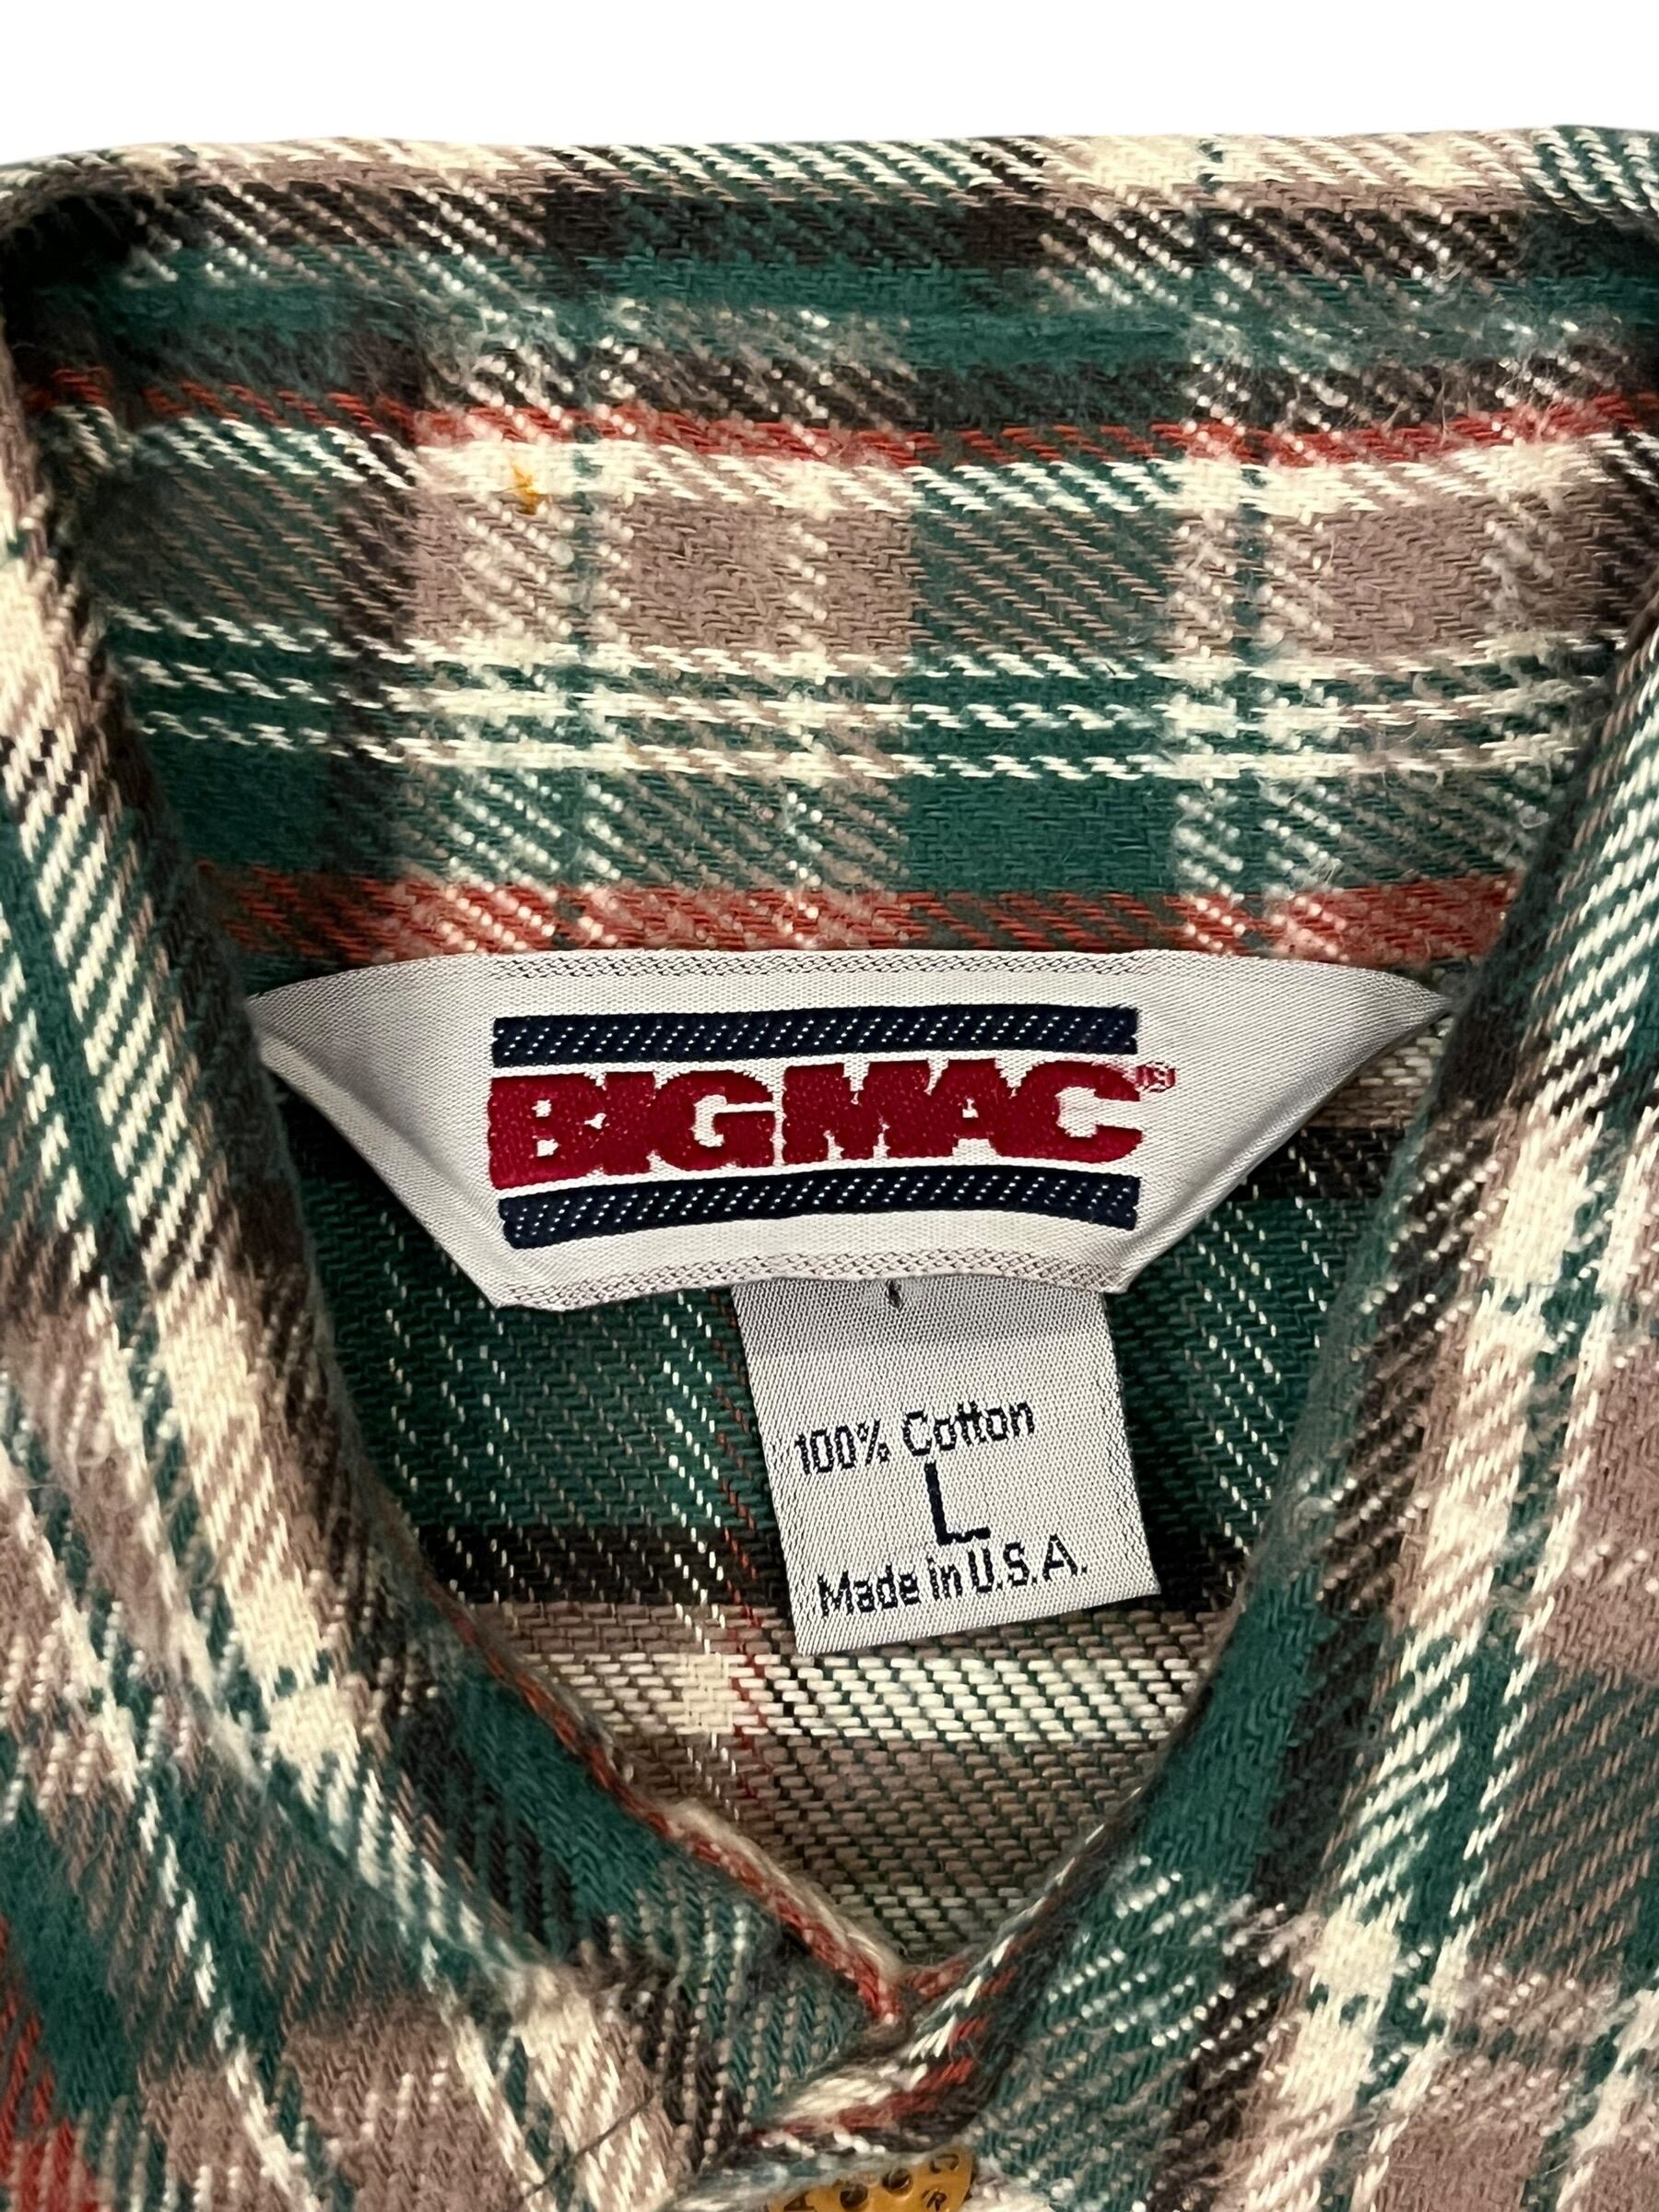 BIG MAC®
100% Cotton
L
Made in U.S.A.